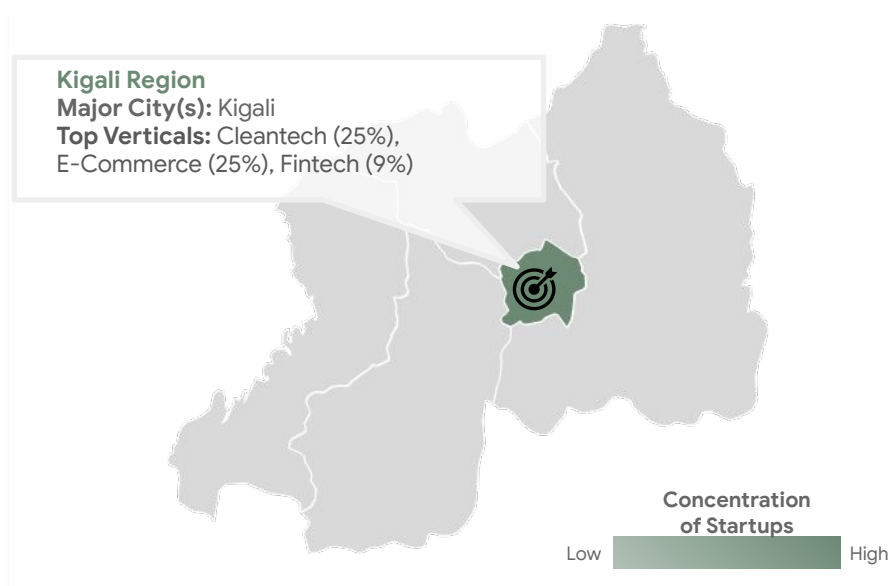 Kigali Region
Major City(s): Kigali
Top Verticals: Cleantech (25%),
E-Commerce (25%), Fintech (9%)
Concentration
of Startups
Low
High